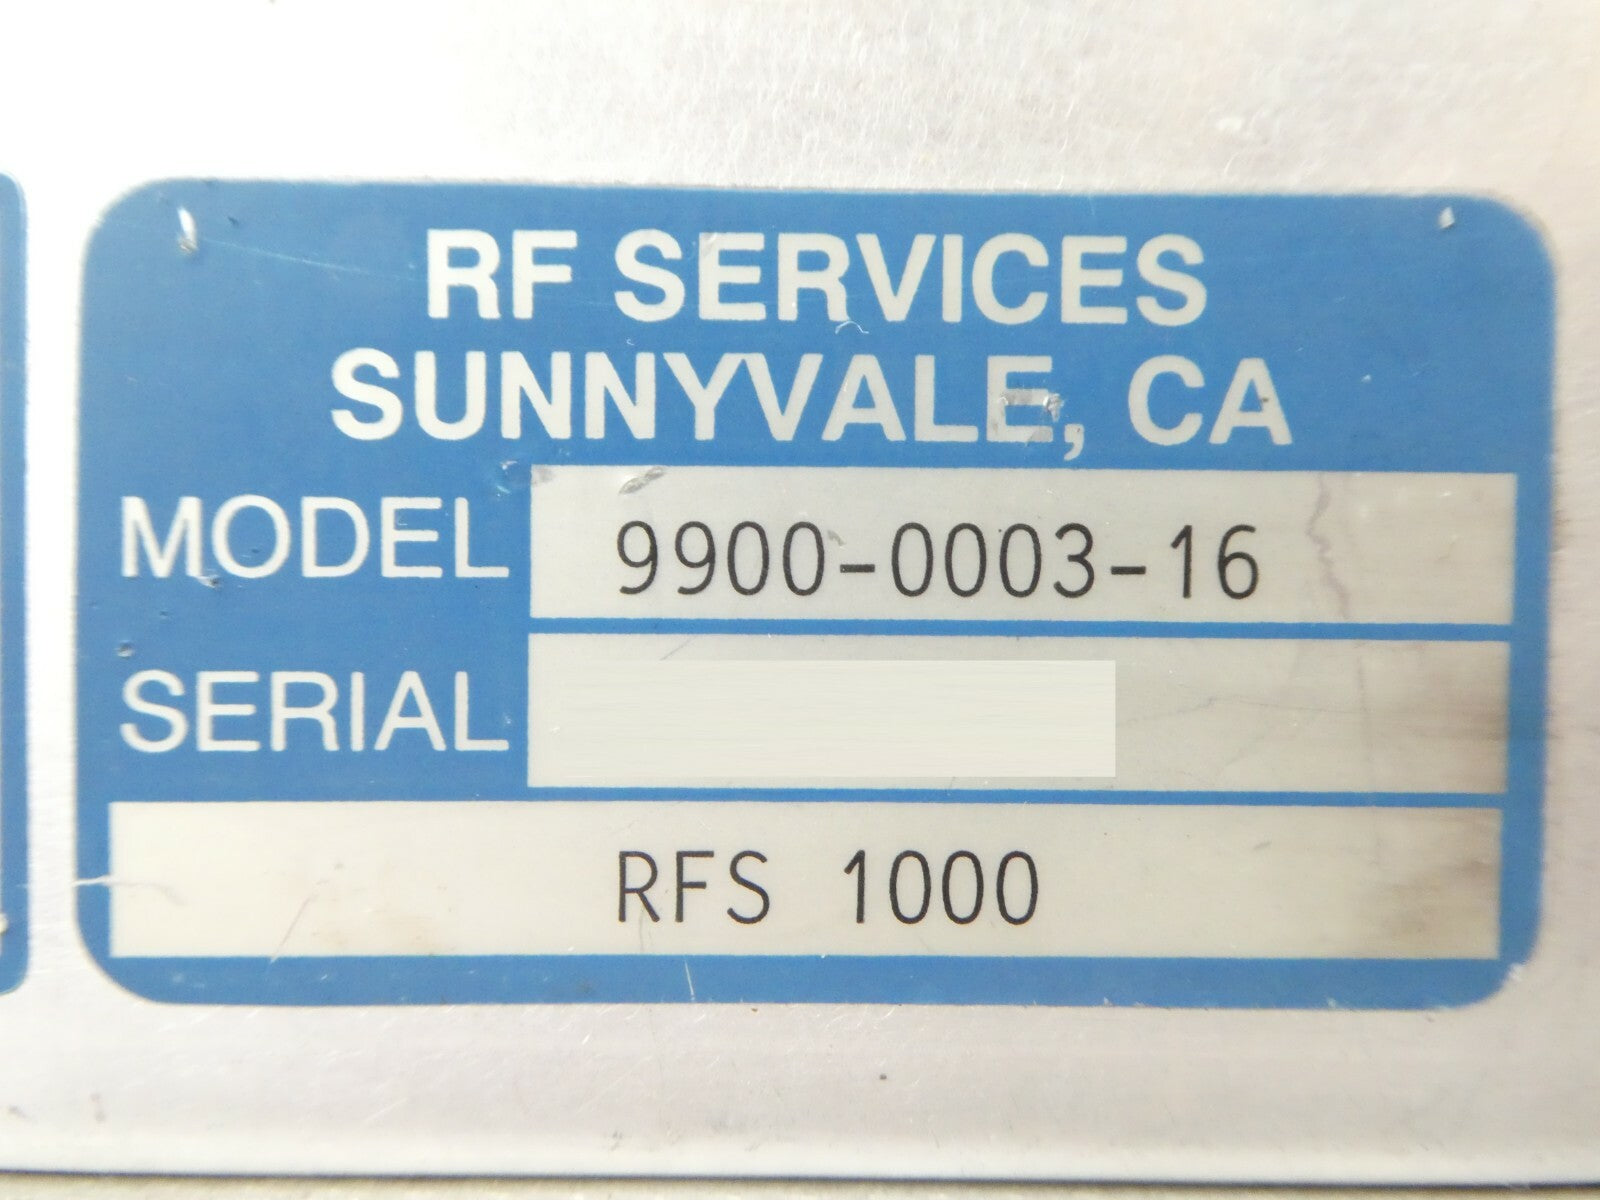 RF SERVICES
SUNNYVALE, CA
MODEL 9900-0003-16
SERIAL
RFS 1000